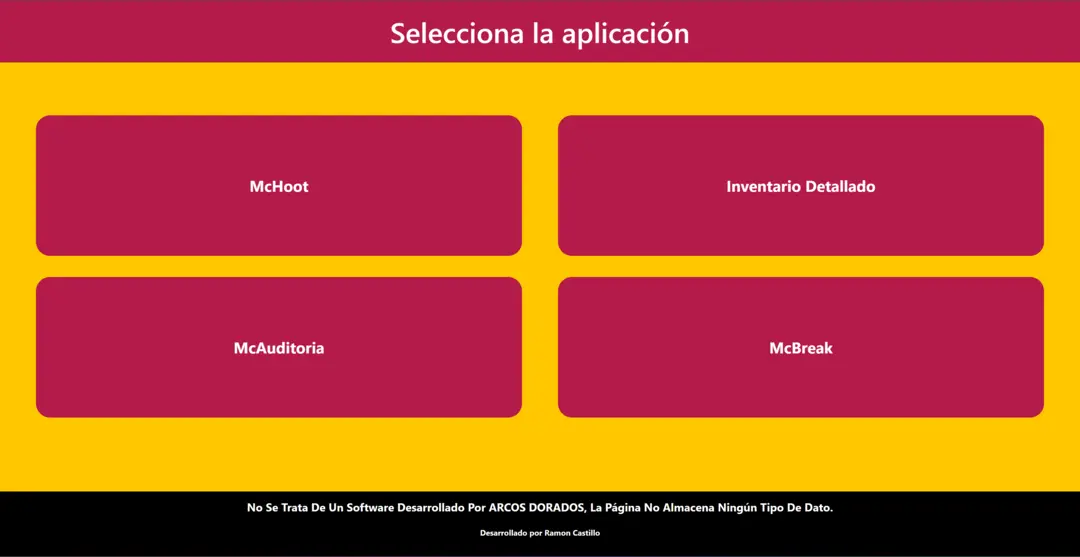 Selecciona la aplicación
McHoot
Inventario Detallado
McAuditoria
McBreak
No Se Trata De Un Software Desarrollado Por ARCOS DORADOS, La Página No Almacena Ningún Tipo De Dato.
Desarrollado por Ramon Castillo